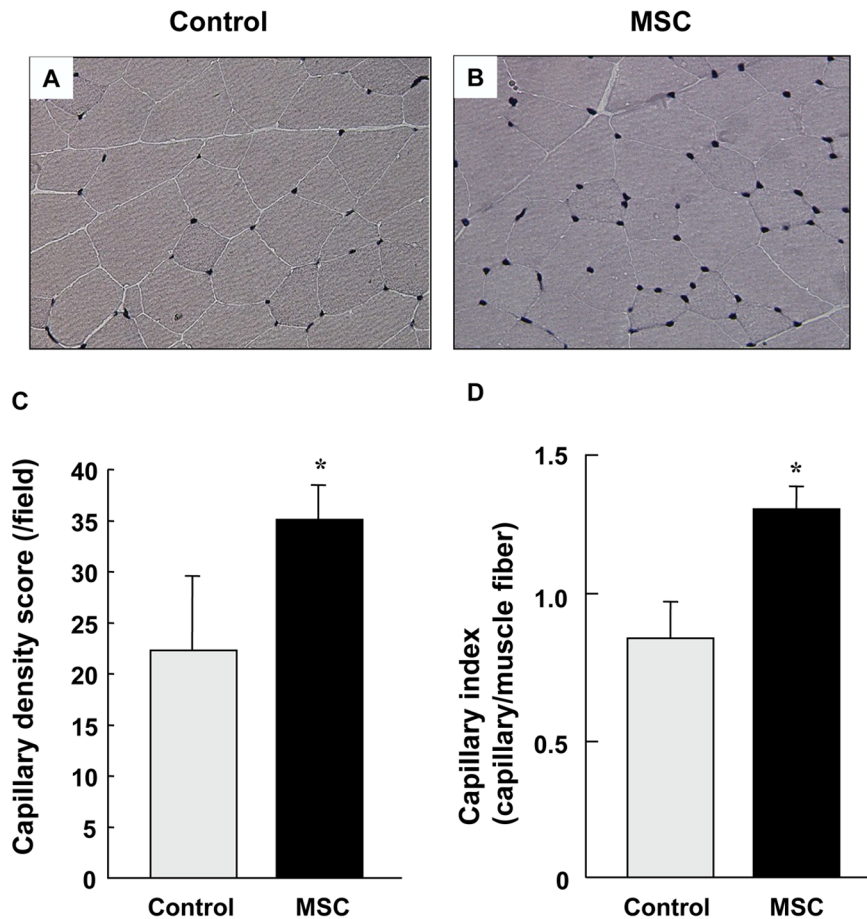 Control
MSC
A
B
C
D
Capillary density score (/field)
40
35
30
25
20
15
10
5
0
*
Control
MSC
Capillary index
(capillary/muscle fiber)
1.5
1.0
0.5
0
*
Control
MSC